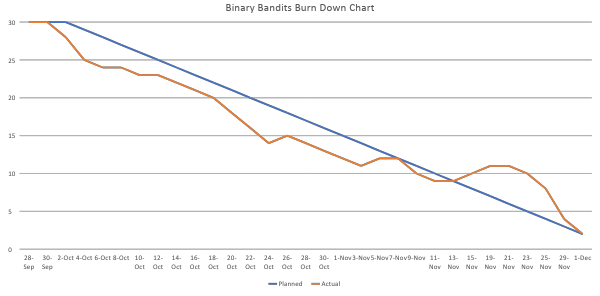 Binary Bandits Burn Down Chart
30
25
20
15
10
5
0
28- 30- 2-Oct 4-Oct 6-Oct 8-Oct 10- 12- 14- 16- 18- 20- 22- 24- 26- 28- 30- 1-Nov 3-Nov 5-Nov 7-Nov 9-Nov 11- 13- 15- 17- 19- 21- 23- 25- 27- 29- 1-Dec
Sep Sep Oct Oct Oct Oct Oct Oct Oct Oct Oct Oct Oct Nov Nov Nov Nov Nov Nov Nov Nov Nov Nov
Planned Actual